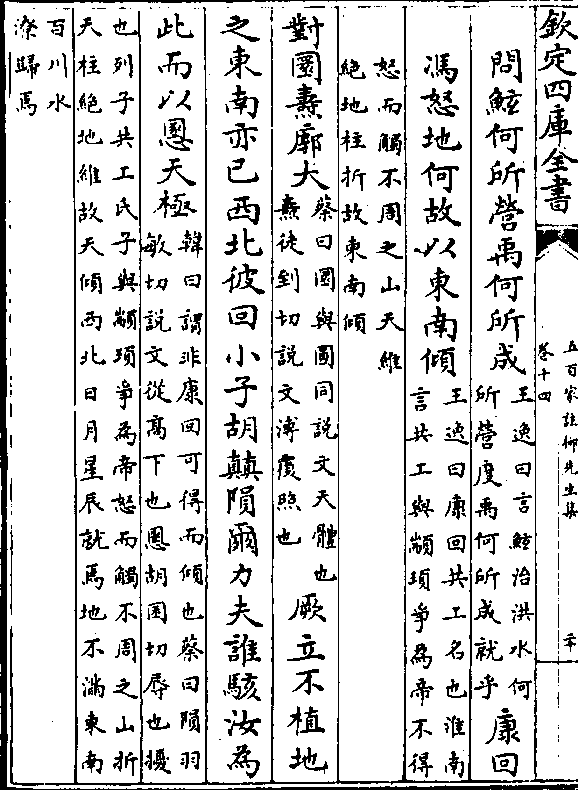 欽定四庫全書
五百家註柳先生集
卷十四
二十
問鯀何所營禹何所成王逸曰言鯀治洪水何
所營度禹何所成就乎康回
馮怒地何故以東南傾王逸曰康回共工名也淮南
言共工與顓頊爭為帝不得
怒而觸不周之山天維
絶地柱折故東南傾
對圜燾廓大蔡曰圜與圓同説文天體也
燾徒到切説文溥覆照也厥立不植地
之東南亦已西北彼回小子胡顛隕爾力夫誰駭汝為
此而以慁天極韓曰謂非康回可得而傾也蔡曰隕羽
敏切説文從髙下也慁胡困切辱也擾
也列子共工氏子與顓頊爭為帝怒而觸不周之山折
天柱絶地維故天傾西北日月星辰就焉地不滿東南
百川水
潦歸焉